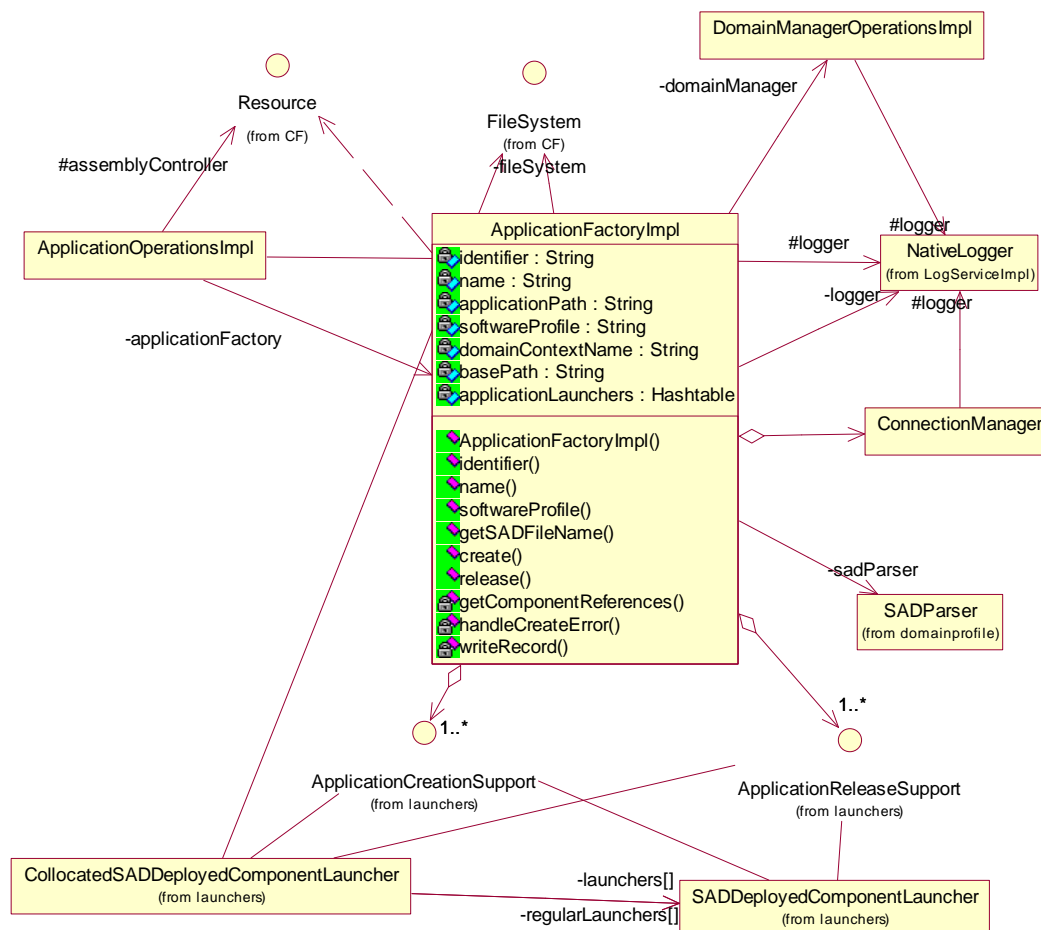 DomainManagerOperationsImpl
-domainManager
Resource
(from CF)
FileSystem
(from CF)
-fileSystem
#assemblyController
ApplicationOperationsImpl
-applicationFactory
ApplicationFactoryImpl
identifier : String
name : String
applicationPath : String
softwareProfile : String
domainContextName : String
basePath : String
applicationLaunchers : Hashtable
ApplicationFactoryImpl()
identifier()
name()
softwareProfile()
getSADFileName()
create()
release()
getComponentReferences()
handleCreateError()
writeRecord()
#logger
#logger
NativeLogger
(from LogServiceImpl)
-logger
#logger
ConnectionManager
-sadParser
SADParser
(from domainprofile)
1..*
1..*
ApplicationCreationSupport
(from launchers)
ApplicationReleaseSupport
(from launchers)
CollocatedSADDeployedComponentLauncher
(from launchers)
-launchers[]
-regularLaunchers[]
SADDeployedComponentLauncher
(from launchers)